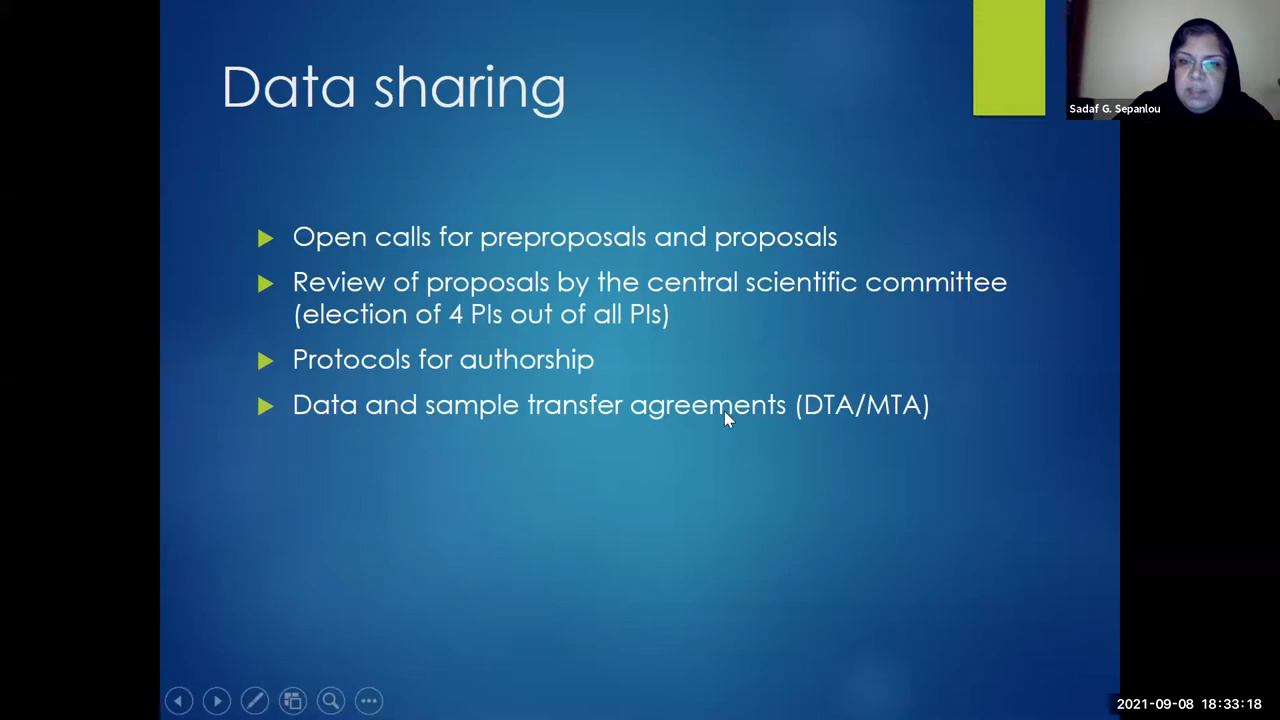 Data sharing
Sadaf G. Sepanlou
Open calls for preproposals and proposals
Review of proposals by the central scientific committee
(election of 4 PIs out of all PIs)
Protocols for authorship
Data and sample transfer agreements (DTA/MTA)
2021-09-08 18:33:18